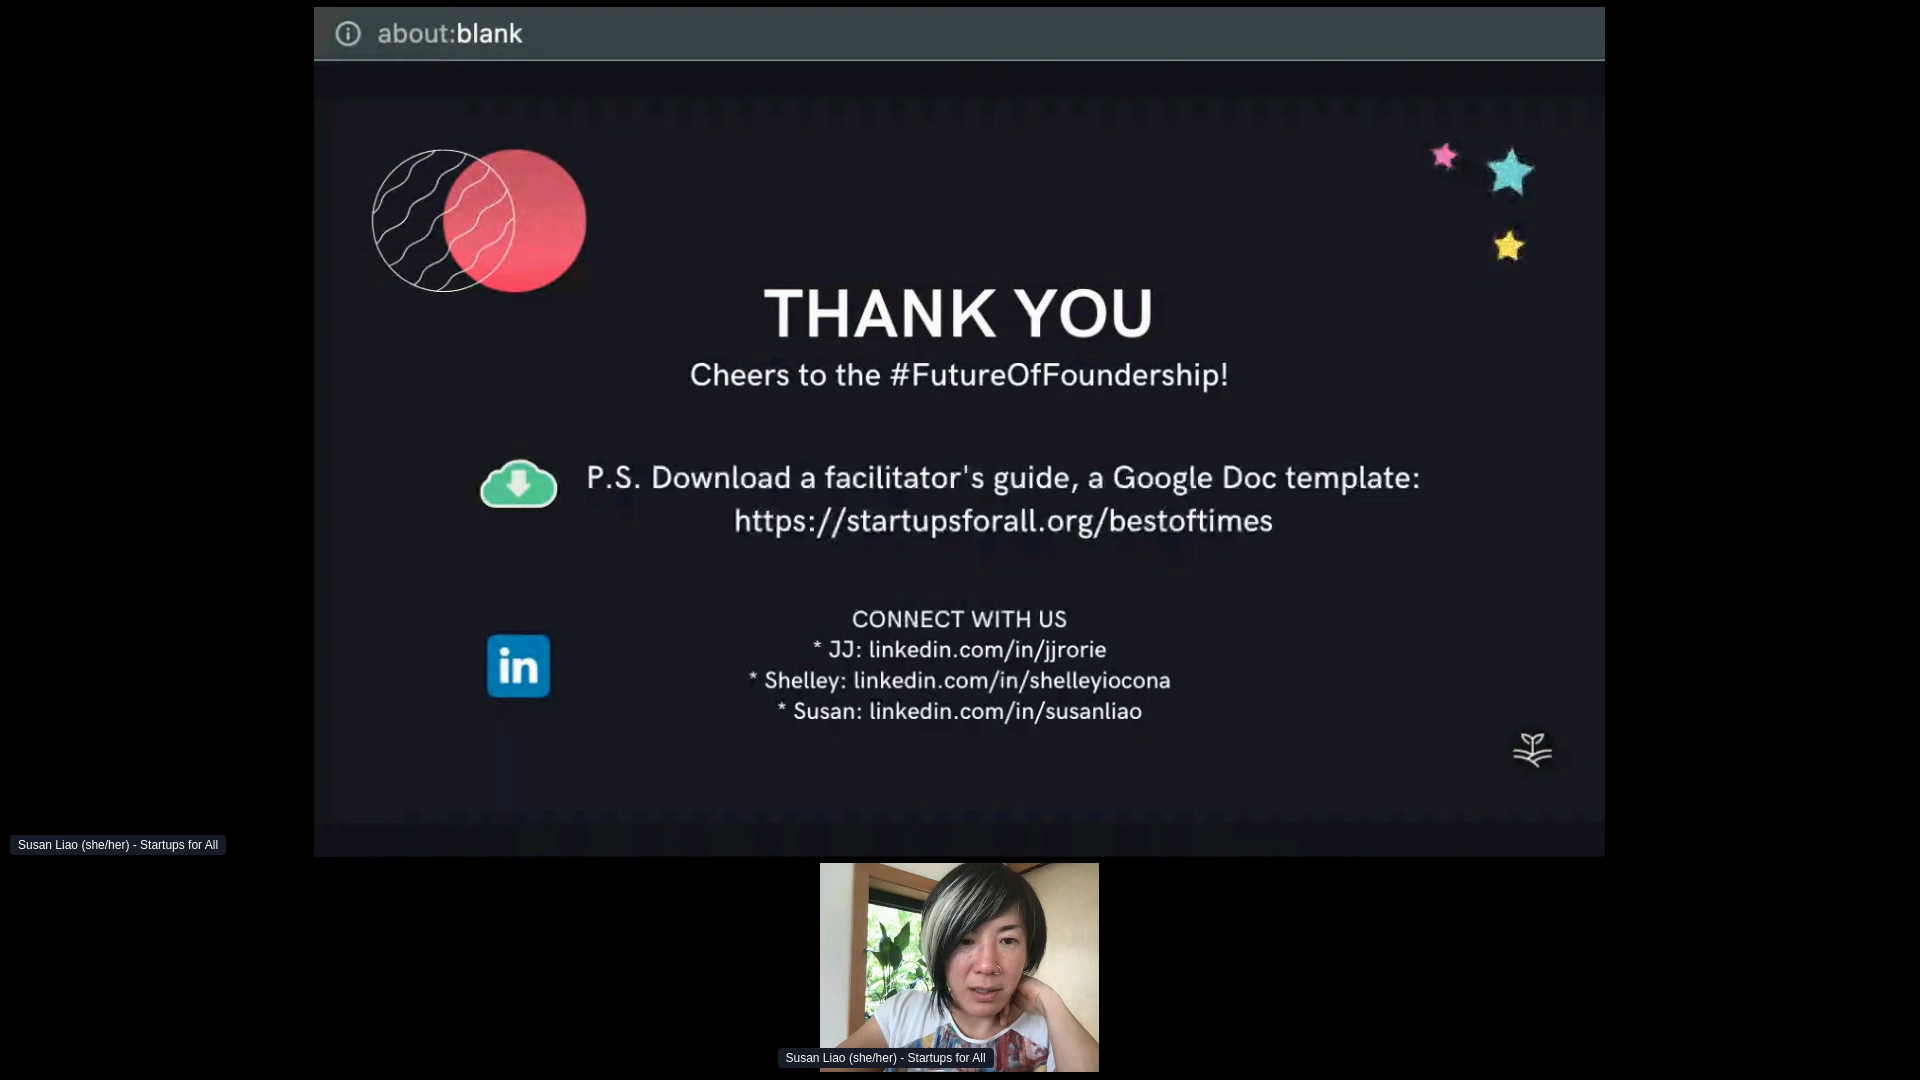 about:blank
THANK YOU
Cheers to the #FutureOfFoundership!
P.S. Download a facilitator's guide, a Google Doc template:
https://startupsforall.org/bestoftimes
in
CONNECT WITH US
* JJ: linkedin.com/in/jjrorie
* Shelley: linkedin.com/in/shelleyiocona
* Susan: linkedin.com/in/susanliao
Susan Liao (she/her) - Startups for All
Susan Liao (she/her) - Startups for All